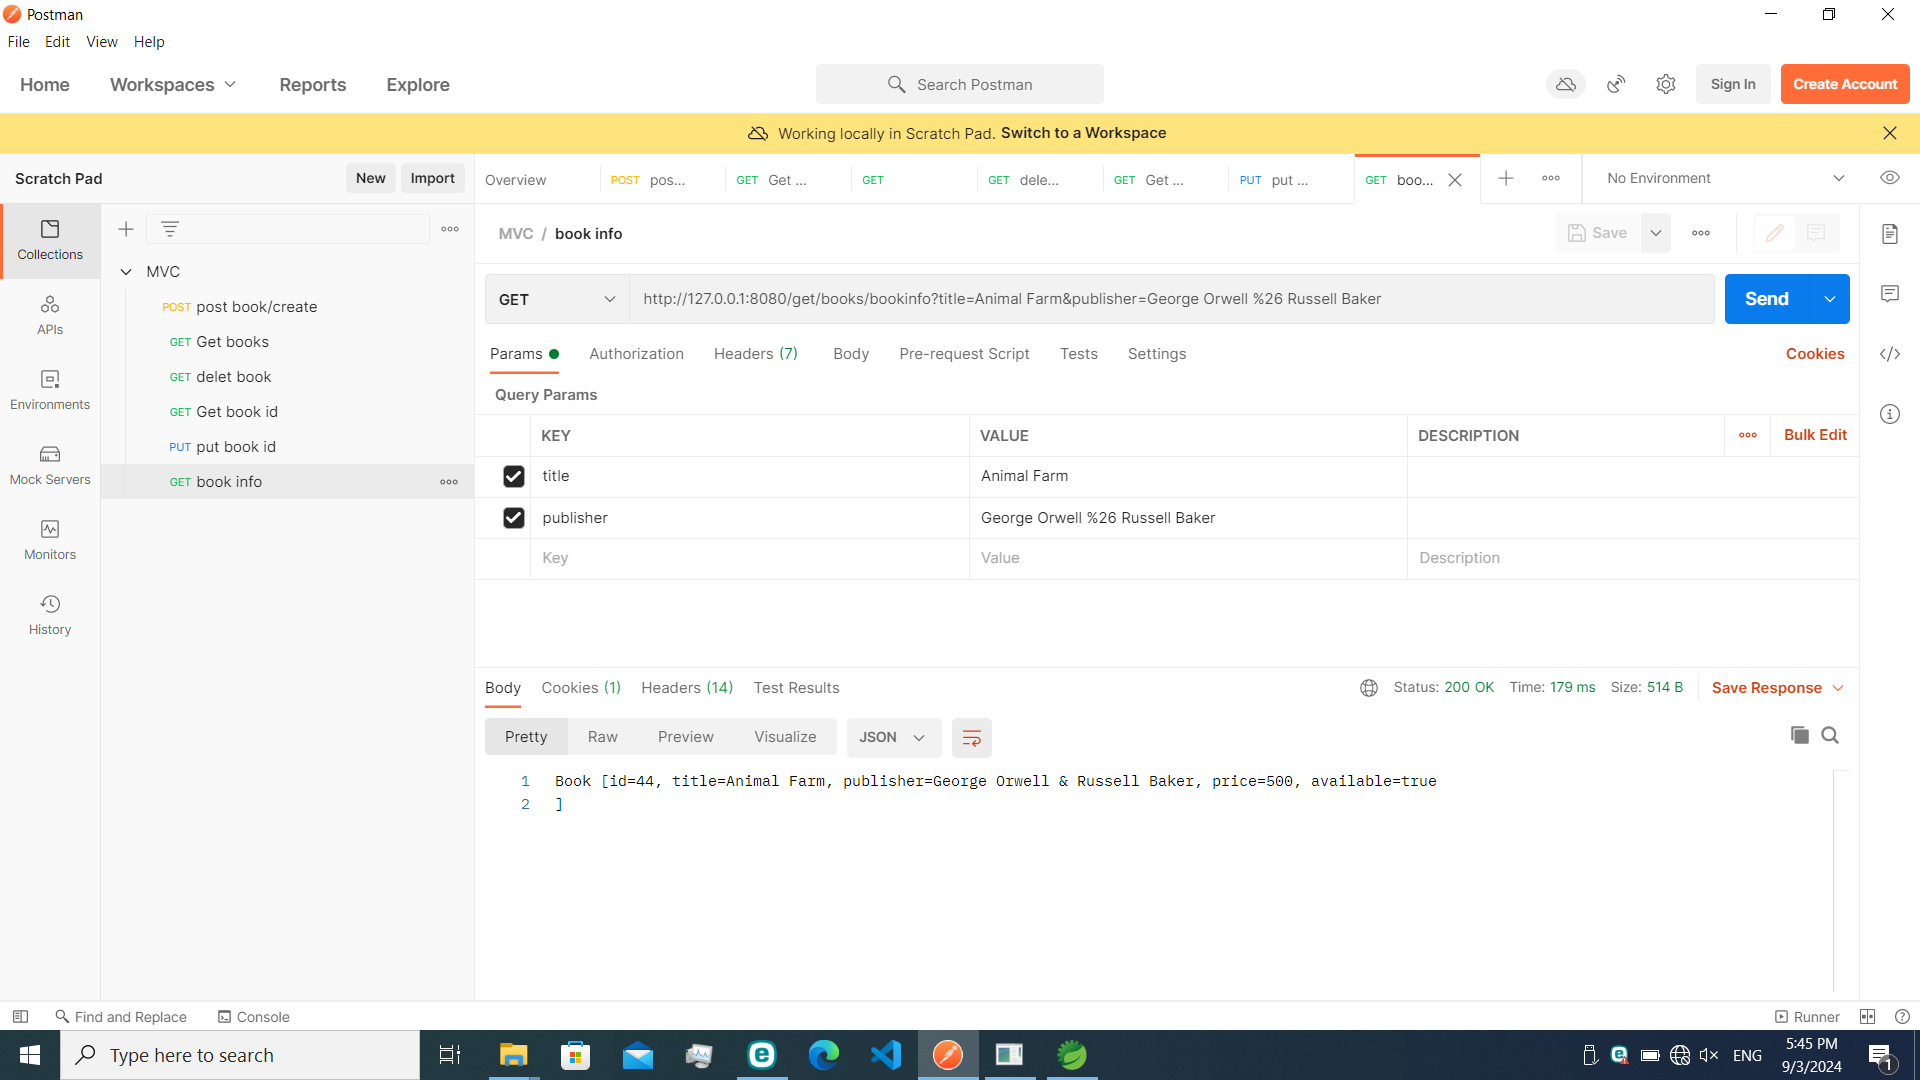 Postman
File Edit View Help
Home Workspaces Reports Explore Search Postman Sign In Create Account
Working locally in Scratch Pad. Switch to a Workspace
Scratch Pad New Import
Overview POST pos... GET Get ... GET GET dele... GET Get ... PUT put ... GET boo... No Environment
Collections
APIs
Environments
Mock Servers
Monitors
History
MVC
POST post book/create
GET Get books
GET delet book
GET Get book id
PUT put book id
GET book info
MVC / book info Save
GET http://127.0.0.1:8080/get/books/bookinfo?title=Animal Farm&publisher=George Orwell %26 Russell Baker Send
Params Authorization Headers (7) Body Pre-request Script Tests Settings Cookies
Query Params
KEY VALUE DESCRIPTION Bulk Edit
title Animal Farm
publisher George Orwell %26 Russell Baker
Key Value Description
Body Cookies (1) Headers (14) Test Results Status: 200 OK Time: 179 ms Size: 514 B Save Response
Pretty Raw Preview Visualize JSON
1 Book [id=44, title=Animal Farm, publisher=George Orwell & Russell Baker, price=500, available=true
2 ]
Find and Replace Console Runner
Type here to search ENG 5:45 PM
9/3/2024 1